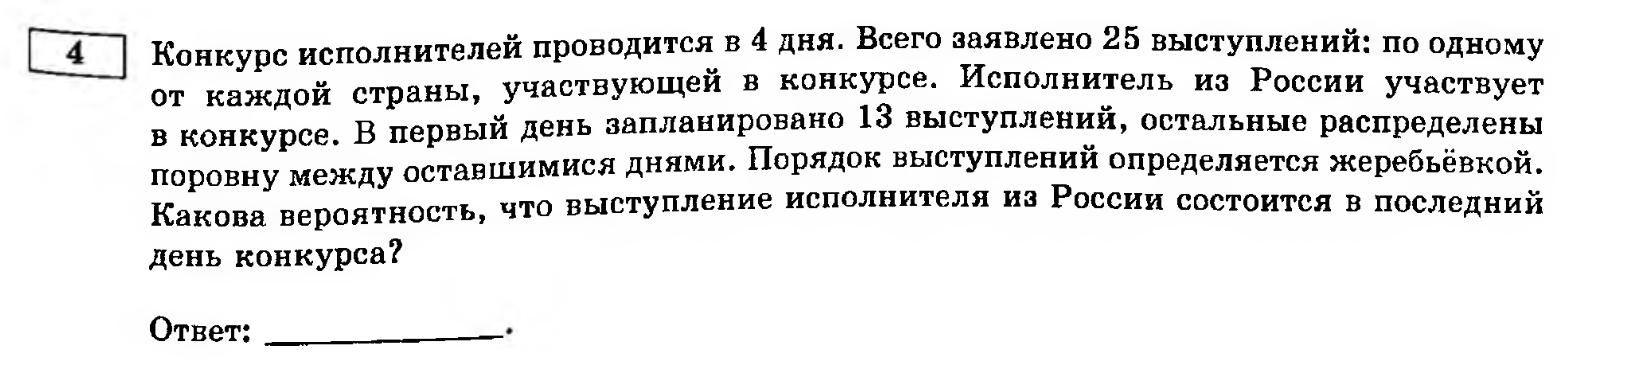 4
Конкурс исполнителей проводится в 4 дня. Всего заявлено 25 выступлений: по одному
от каждой страны, участвующей в конкурсе. Исполнитель из России участвует
в конкурсе. В первый день запланировано 13 выступлений, остальные распределены
поровну между оставшимися днями. Порядок выступлений определяется жеребьёвкой.
Какова вероятность, что выступление исполнителя из России состоится в последний
день конкурса?
Ответ: ____________.